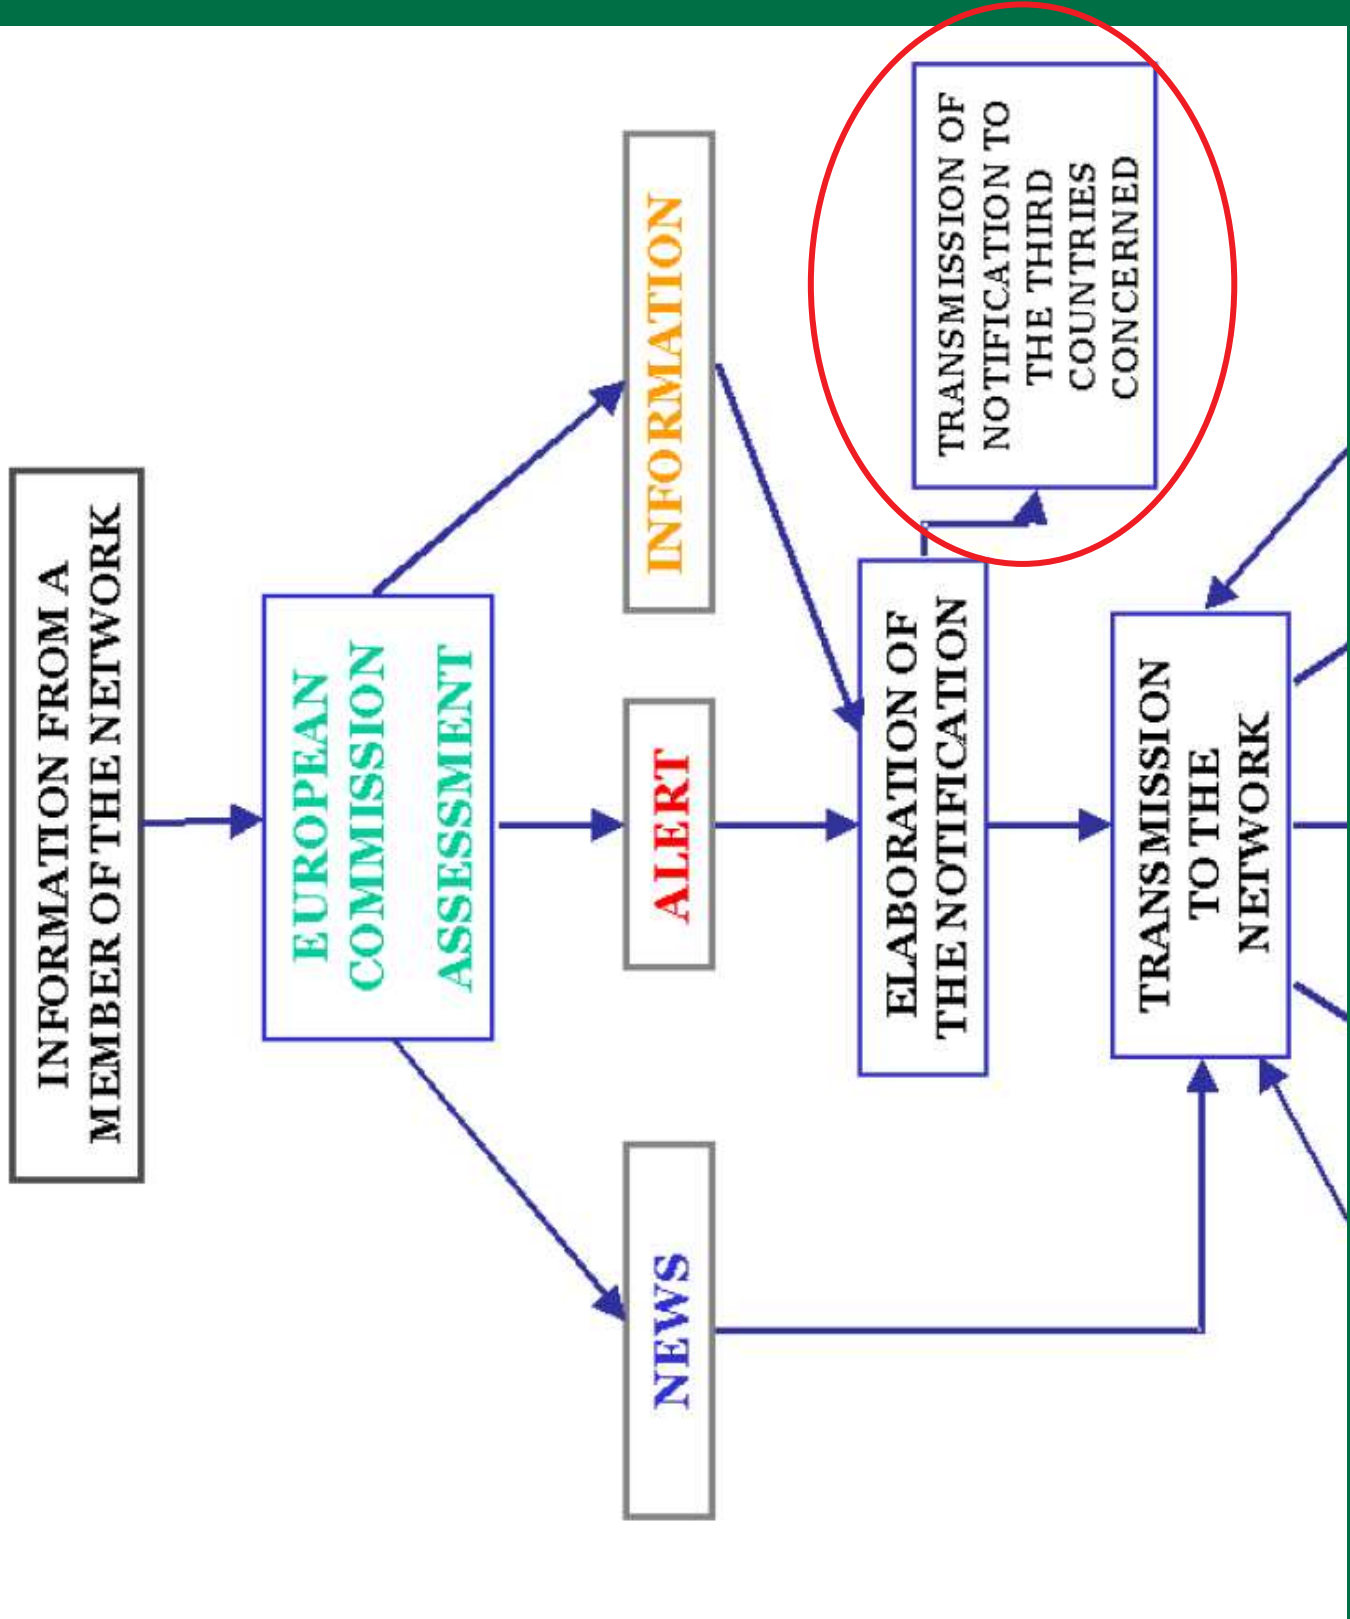 INFORMATION FROM A
MEMBER OF THE NETWORK
EUROPEAN
COMMISSION
ASSESSMENT
NEWS
ALERT
INFORMATION
ELABORATION OF
THE NOTIFICATION
TRANSMISSION OF
NOTIFICATION TO
THE THIRD
COUNTRIES
CONCERNED
TRANSMISSION
TO THE
NETWORK